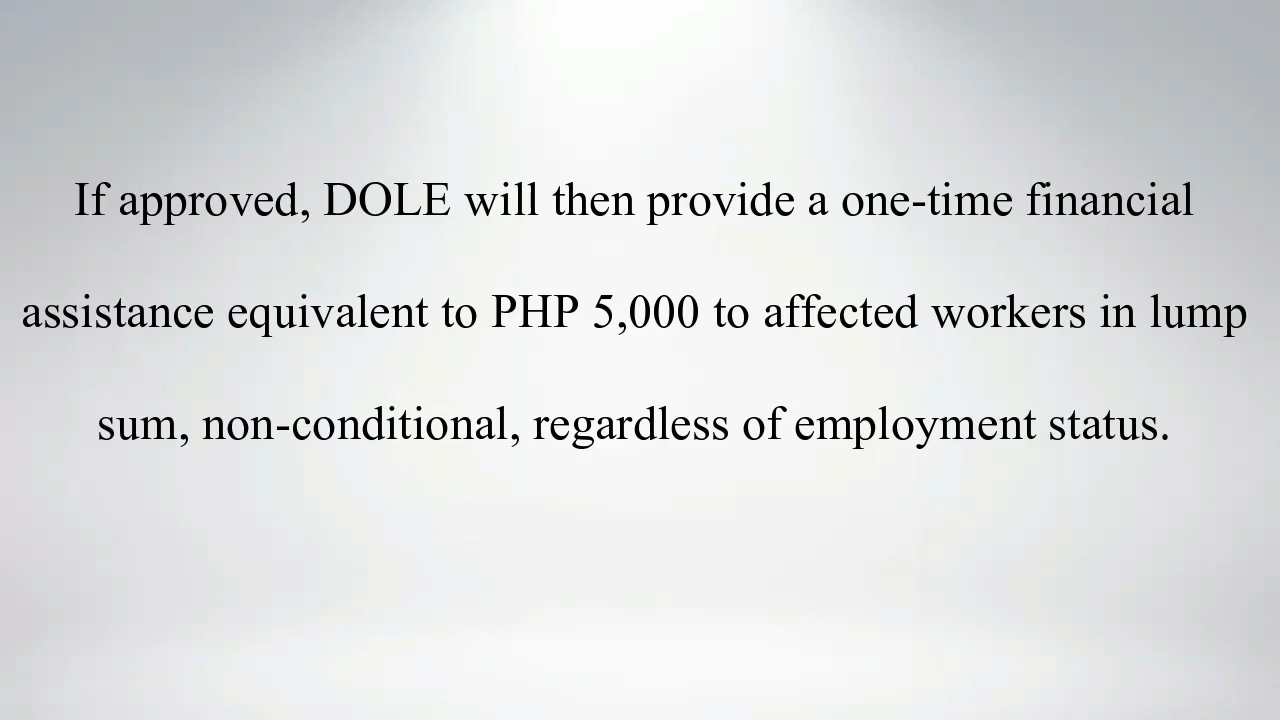 If approved, DOLE will then provide a one-time financial
assistance equivalent to PHP 5,000 to affected workers in lump
sum, non-conditional, regardless of employment status.